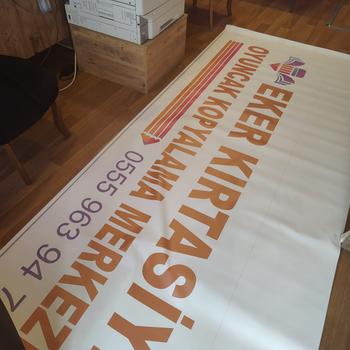 EKER KIRTASİY
OYUNCAK KOPYALAMA MERKEZ
0555 963 94 7